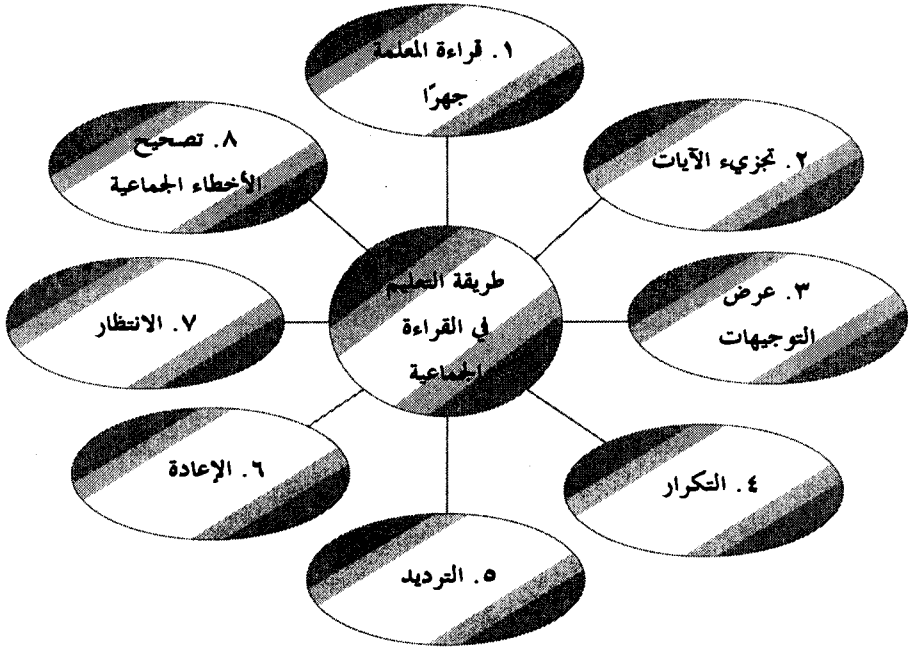 طريقة التعليم
في القراءة
الجماعية
١. قراءة المعلمة
جهرًا
٢. تجزيء الآيات
٣. عرض
التوجيهات
٤. التكرار
٥. الترديد
٦. الإعادة
٧. الانتظار
٨. تصحيح
الأخطاء الجماعية